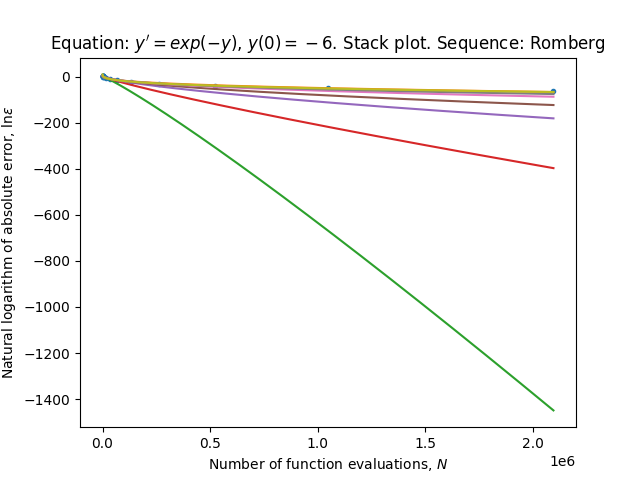 Equation: y′ = exp(−y), y(0) = −6. Stack plot. Sequence: Romberg
Natural logarithm of absolute error, lnε
0
−200
−400
−600
−800
−1000
−1200
−1400
0.0 0.5 1.0 1.5 2.0
1e6
Number of function evaluations, N